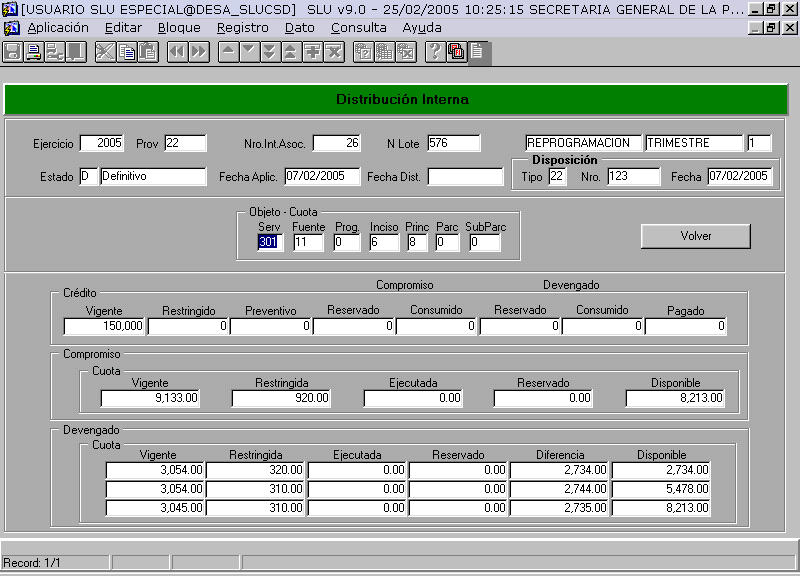 [USUARIO SLU ESPECIAL@DESA_SLUCSD] SLU v9.0 - 25/02/2005 10:25:15 SECRETARIA GENERAL DE LA P...
Aplicación Editar Bloque Registro Dato Consulta Ayuda
Distribución Interna
Ejercicio 2005 Prov 22 Nro.Int.Asoc. 26 N Lote 576 REPROGRAMACION TRIMESTRE 1
Disposición
Estado D Definitivo Fecha Aplic. 07/02/2005 Fecha Dist. Tipo 22 Nro. 123 Fecha 07/02/2005
Objeto - Cuota
Serv Fuente Prog. Inciso Princ Parc SubParc
301 11 0 6 8 0 0
Volver
Compromiso Devengado
Crédito
Vigente Restringido Preventivo Reservado Consumido Reservado Consumido Pagado
150,000 0 0 0 0 0 0 0
Compromiso
Cuota
Vigente Restringida Ejecutada Reservado Disponible
9,133.00 920.00 0.00 0.00 8,213.00
Devengado
Cuota
Vigente Restringida Ejecutada Reservado Diferencia Disponible
3,054.00 320.00 0.00 0.00 2,734.00 2,734.00
3,054.00 310.00 0.00 0.00 2,744.00 5,478.00
3,045.00 310.00 0.00 0.00 2,735.00 8,213.00
Record: 1/1